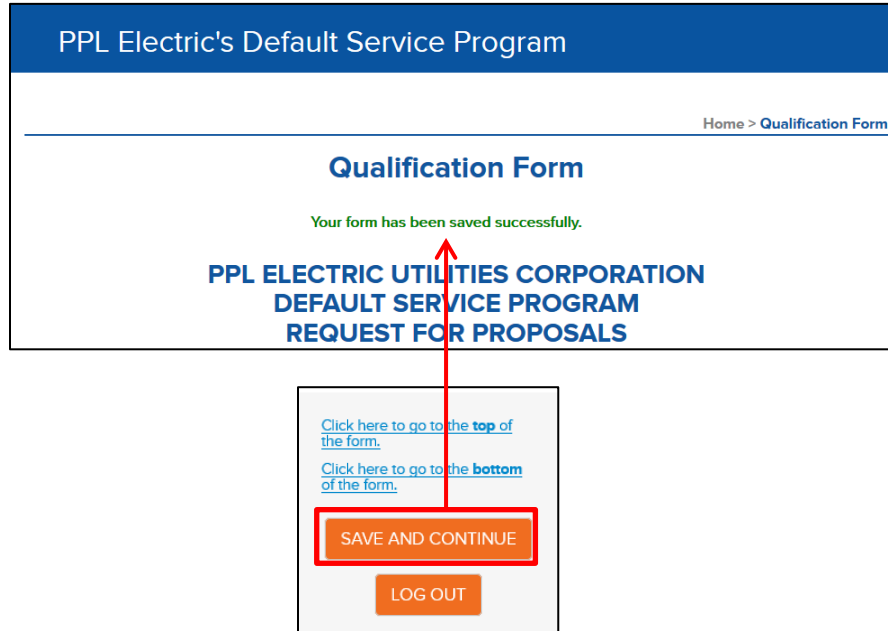 PPL Electric's Default Service Program
Home > Qualification Form
Qualification Form
Your form has been saved successfully.
PPL ELECTRIC UTILITIES CORPORATION
DEFAULT SERVICE PROGRAM
REQUEST FOR PROPOSALS
Click here to go to the top of
the form.
Click here to go to the bottom
of the form.
SAVE AND CONTINUE
LOG OUT